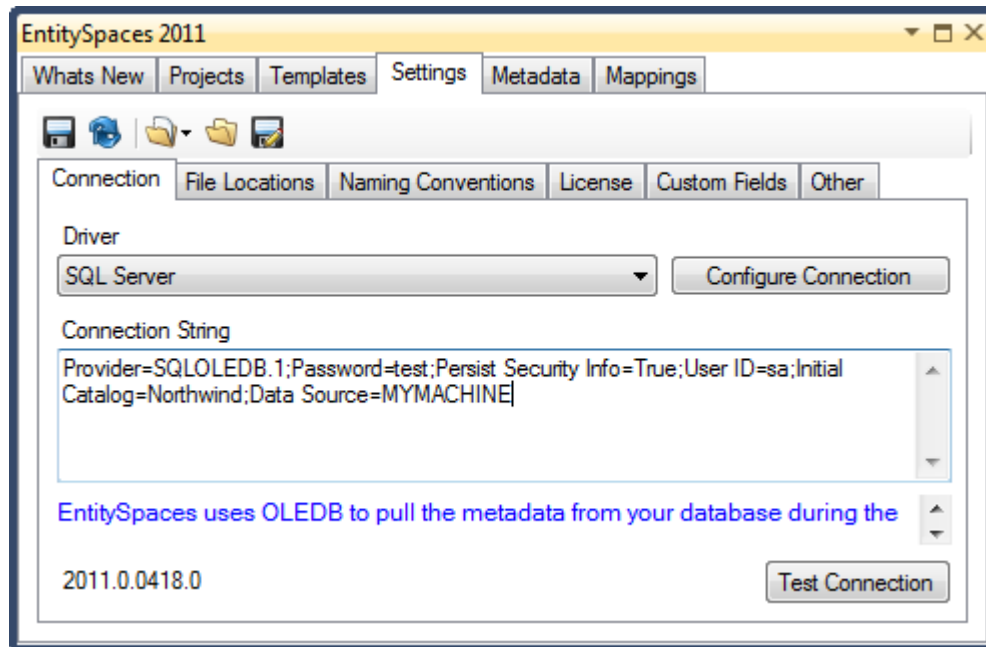 EntitySpaces 2011
Whats New Projects Templates Settings Metadata Mappings
Connection File Locations Naming Conventions License Custom Fields Other
Driver
SQL Server Configure Connection
Connection String
Provider=SQLOLEDB.1;Password=test;Persist Security Info=True;User ID=sa;Initial
Catalog=Northwind;Data Source=MYMACHINE
EntitySpaces uses OLEDB to pull the metadata from your database during the
2011.0.0418.0 Test Connection